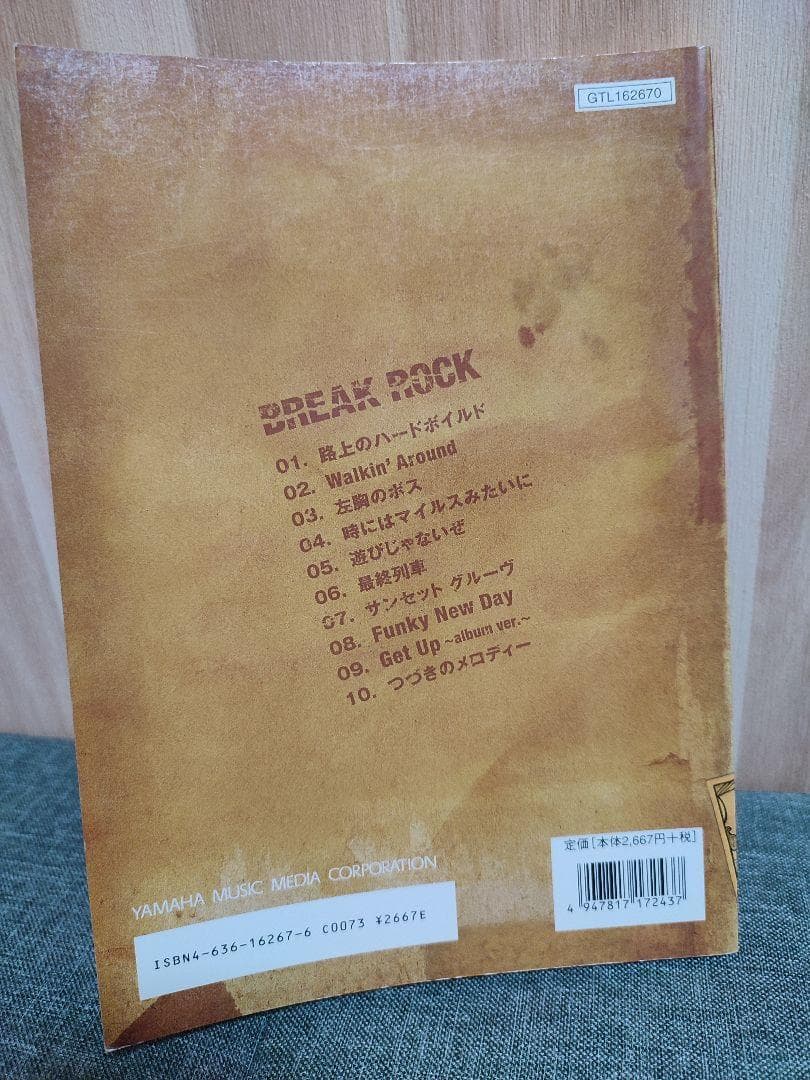 GTL162670
BREAK ROCK
01. 路上のハードボイルド
02. Walkin' Around
03. 左胸のボス
04. 時にはマイルスみたいに
05. 遊びじゃないぜ
06. 最終列車
07. サンセット グルーヴ
08. Funky New Day
09. Get Up ~album ver.~
10. つづきのメロディー
YAMAHA MUSIC MEDIA CORPORATION
ISBN4-636-16267-6 C0073 ¥2667E
定価[本体2,667円+税]
4 947817 172437